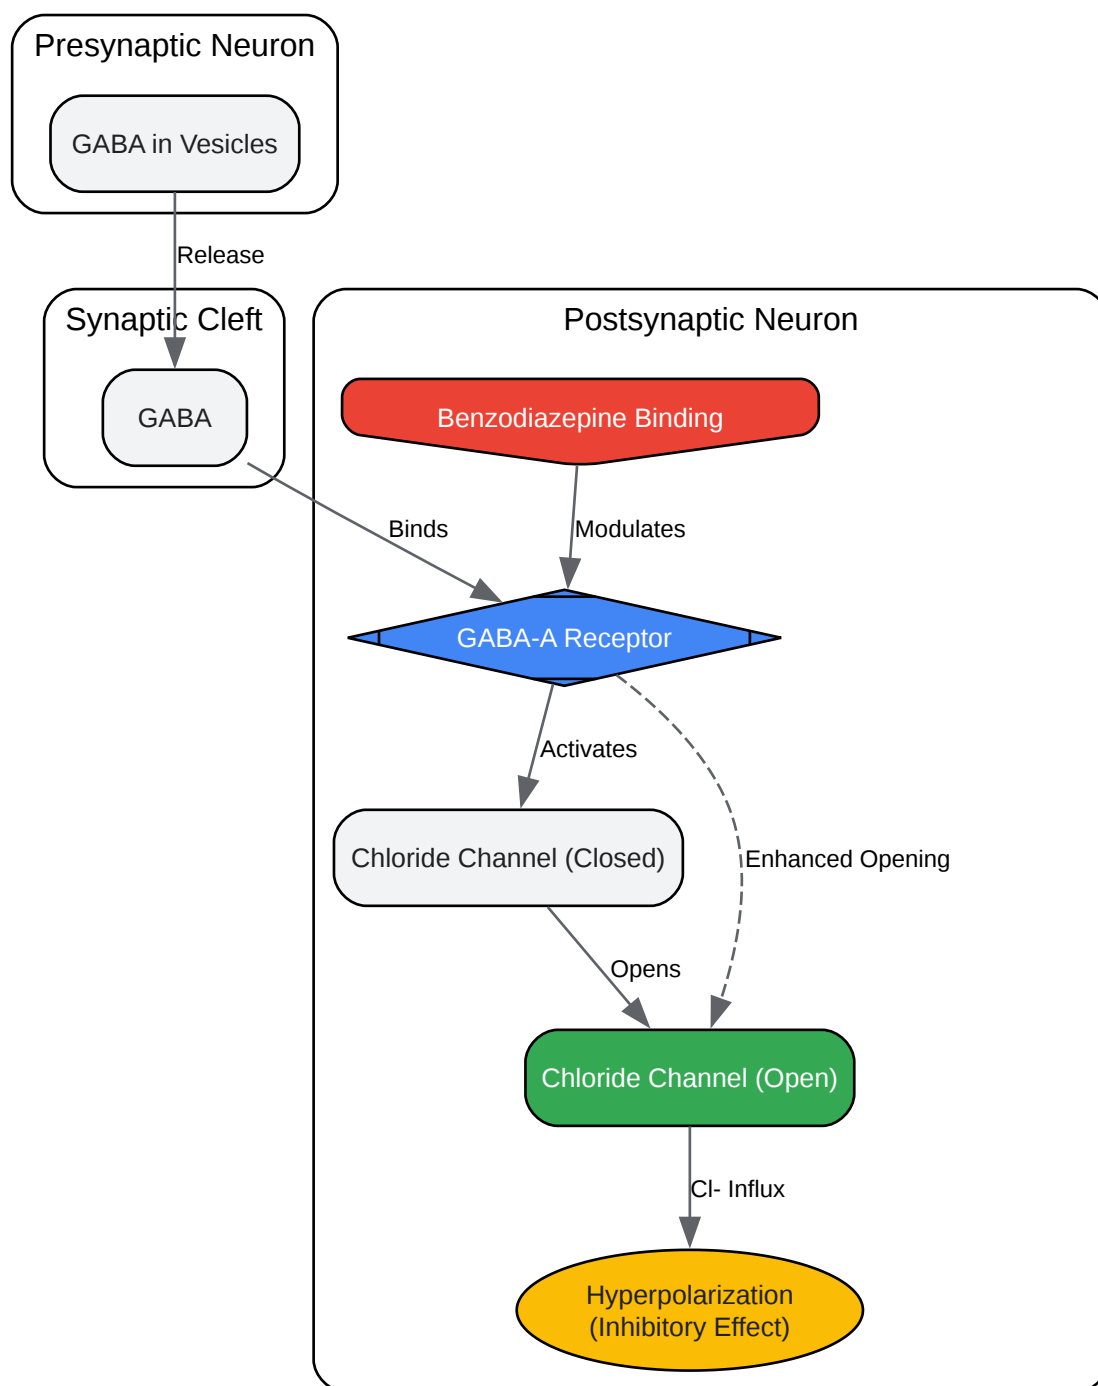 Presynaptic Neuron
GABA in Vesicles
Release
Synaptic Cleft
GABA
Postsynaptic Neuron
Benzodiazepine Binding
Binds
Modulates
GABA-A Receptor
Activates
Chloride Channel (Closed)
Enhanced Opening
Opens
Chloride Channel (Open)
Cl- Influx
Hyperpolarization
(Inhibitory Effect)